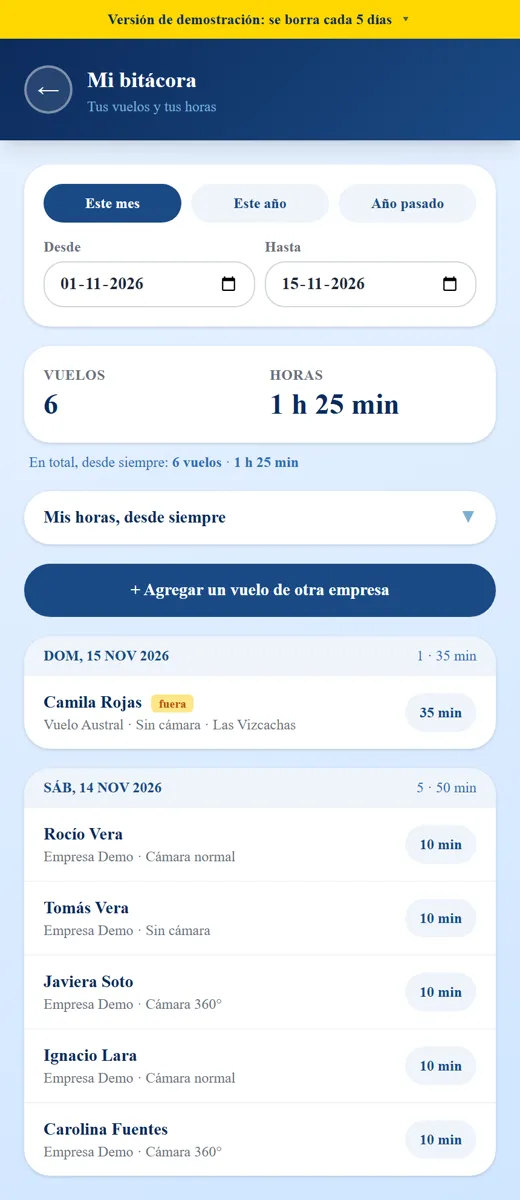 Versión de demostración: se borra cada 5 días ▼
←
Mi bitácora
Tus vuelos y tus horas
Este mes Este año Año pasado
Desde Hasta
01-11-2026 15-11-2026
VUELOS HORAS
6 1 h 25 min
En total, desde siempre: 6 vuelos · 1 h 25 min
Mis horas, desde siempre ▼
+ Agregar un vuelo de otra empresa
DOM, 15 NOV 2026 1 · 35 min
Camila Rojas fuera
Vuelo Austral · Sin cámara · Las Vizcachas
35 min
SÁB, 14 NOV 2026 5 · 50 min
Rocío Vera
Empresa Demo · Cámara normal
10 min
Tomás Vera
Empresa Demo · Sin cámara
10 min
Javiera Soto
Empresa Demo · Cámara 360°
10 min
Ignacio Lara
Empresa Demo · Cámara normal
10 min
Carolina Fuentes
Empresa Demo · Cámara 360°
10 min